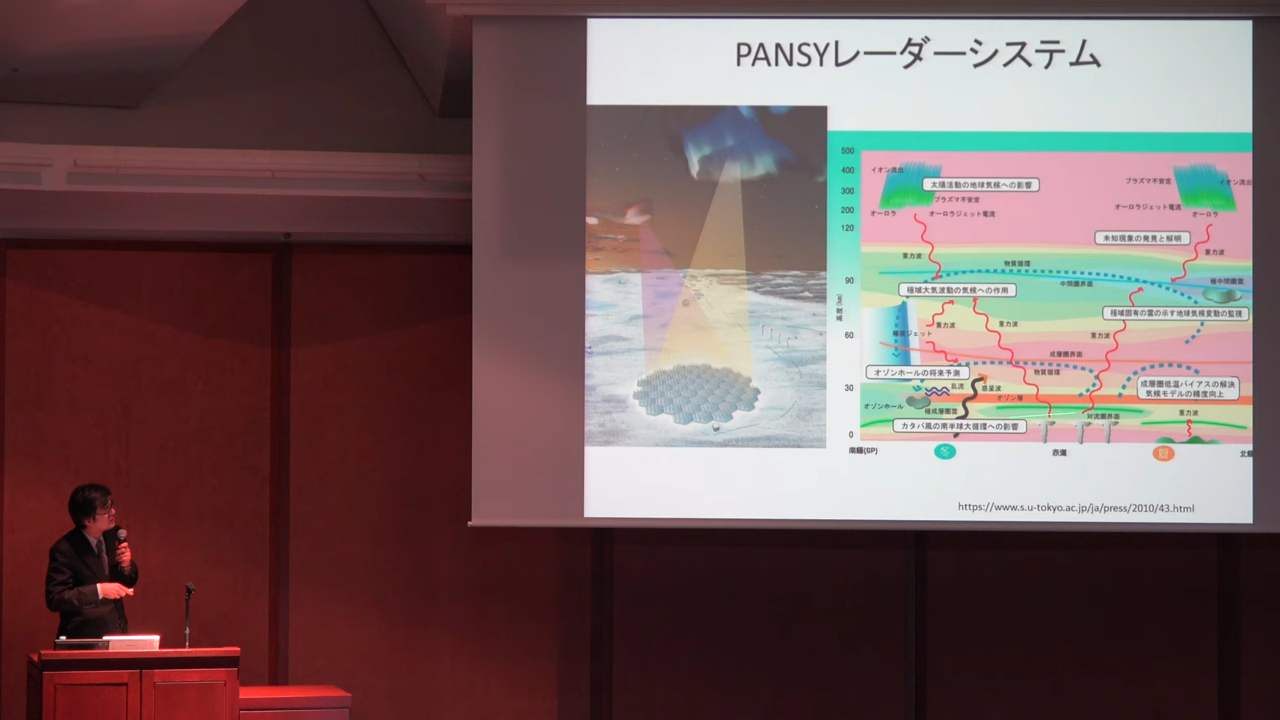 PANSYレーダーシステム
500
400
300
200
120
90
60
30
0
高度(km)
イオン流出
太陽活動の地球気候への影響
プラズマ不安定
オーロラ
オーロラジェット電流
プラズマ不安定
イオン流出
オーロラジェット電流
オーロラ
未知現象の発見と解明
重力波
物質循環
重力波
中間圏界面
極中間圏雲
極域大気波動の気候への作用
極域固有の雲の示す地球気候変動の監視
重力波
重力波
重力波
極夜ジェット
成層圏界面
オゾンホールの将来予測
物質循環
乱流
惑星波
成層圏低温バイアスの解決
気候モデルの精度向上
オゾン層
オゾンホール
極成層圏雲
対流圏界面
重力波
カタバ風の南半球大循環への影響
南極(SP)
冬
赤道
夏
https://www.s.u-tokyo.ac.jp/ja/press/2010/43.html